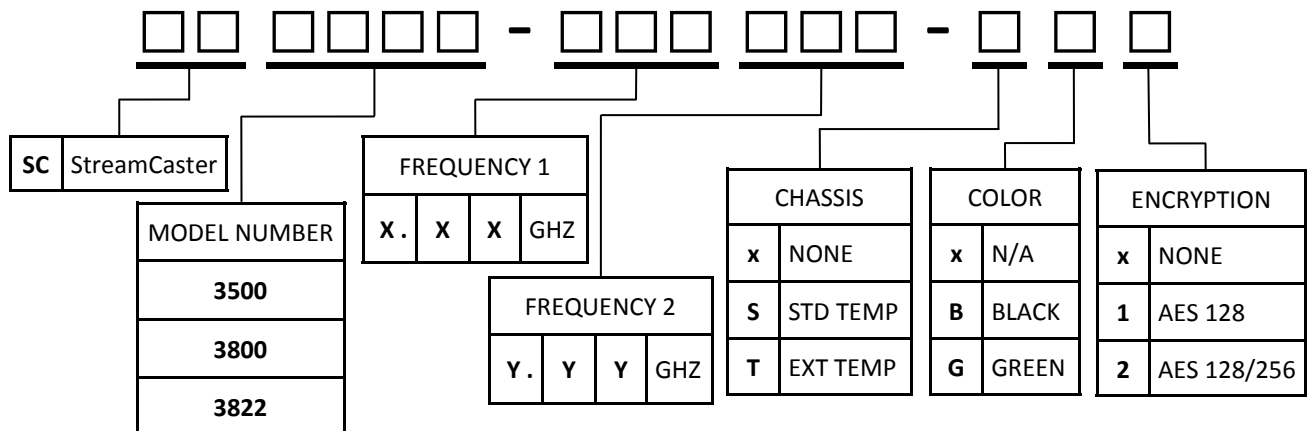 - -
SC StreamCaster
MODEL NUMBER
3500
3800
3822
FREQUENCY 1
X. X X GHZ
FREQUENCY 2
Y. Y Y GHZ
CHASSIS
x NONE
S STD TEMP
T EXT TEMP
COLOR
x N/A
B BLACK
G GREEN
ENCRYPTION
x NONE
1 AES 128
2 AES 128/256